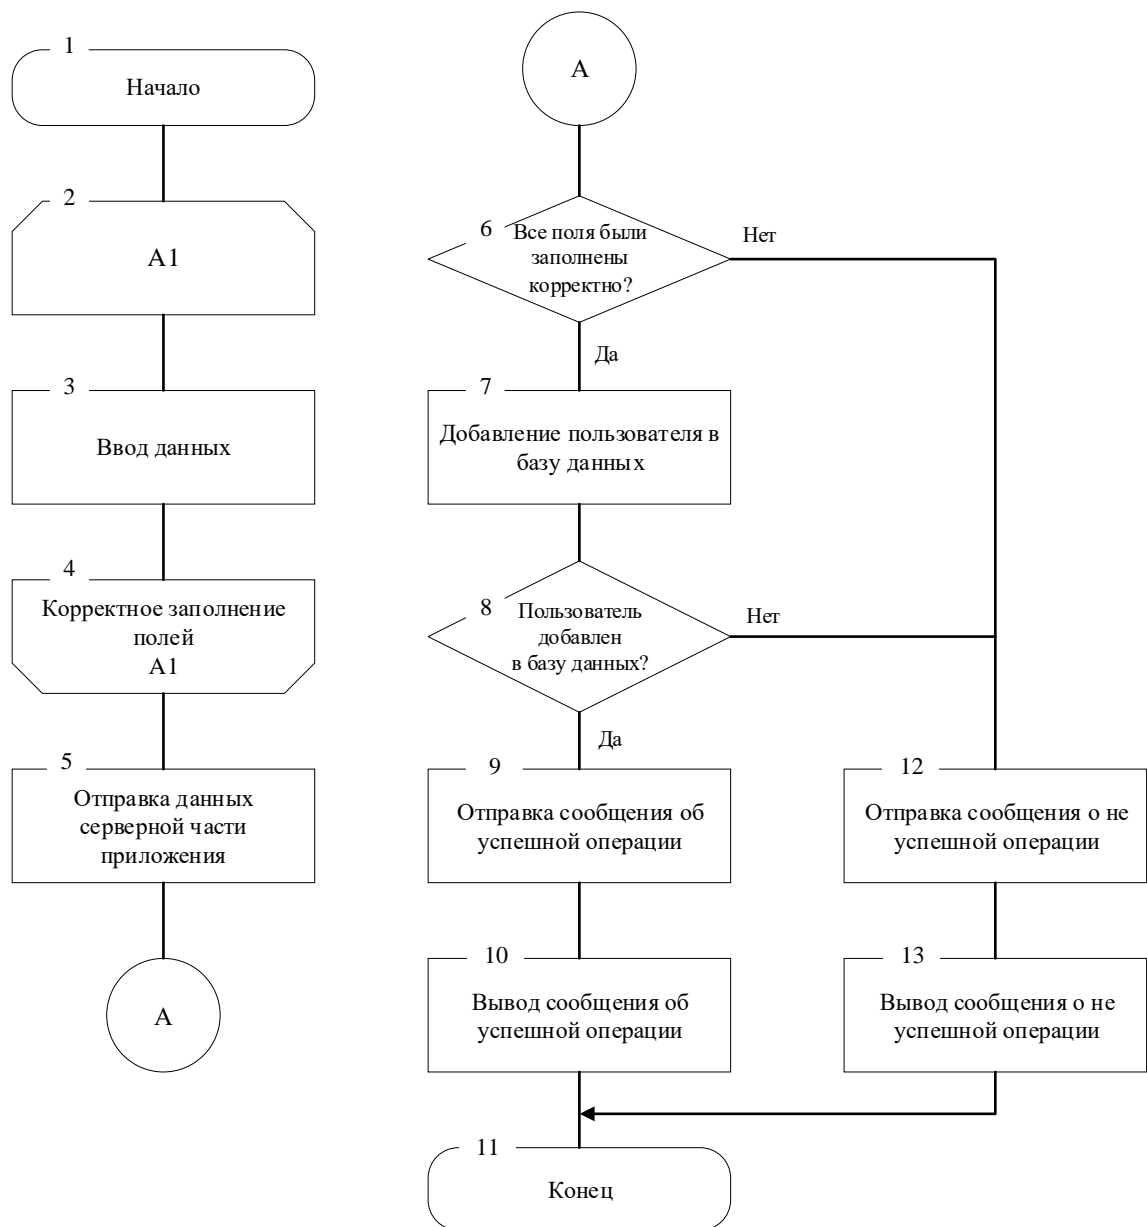 1
Начало
2
А1
3
Ввод данных
4
Корректное заполнение
полей
А1
5
Отправка данных
серверной части
приложения
А
А
6
Все поля были
заполнены
корректно?
Нет
Да
7
Добавление пользователя в
базу данных
8
Пользователь
добавлен
в базу данных?
Нет
Да
9
Отправка сообщения об
успешной операции
10
Вывод сообщения об
успешной операции
12
Отправка сообщения о не
успешной операции
13
Вывод сообщения о не
успешной операции
11
Конец